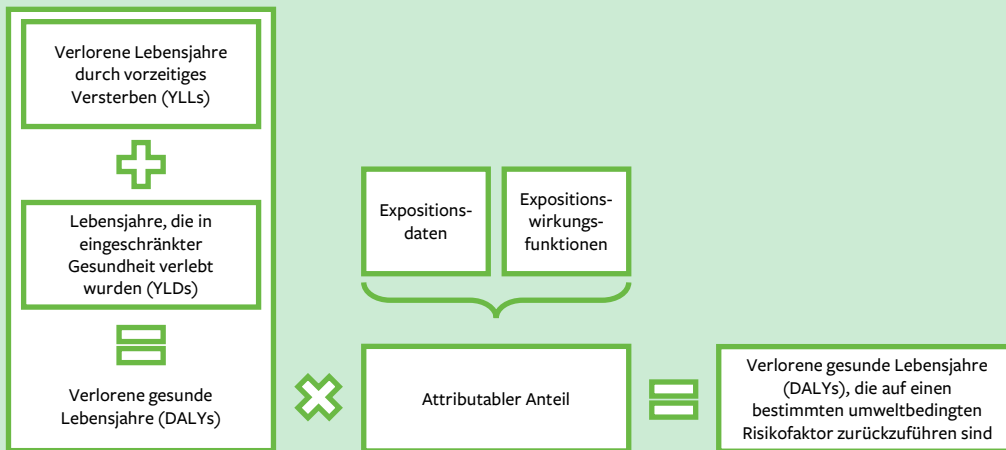 Verlorene Lebensjahre
durch vorzeitiges
Versterben (YLLs)
Lebensjahre, die in
eingeschränkter
Gesundheit verlebt
wurden (YLDs)
Verlorene gesunde
Lebensjahre (DALYs)
Expositions-
daten
Expositions-
wirkungs-
funktionen
Attributabler Anteil
Verlorene gesunde Lebensjahre
(DALYs), die auf einen
bestimmten umweltbedingten
Risikofaktor zurückzuführen sind